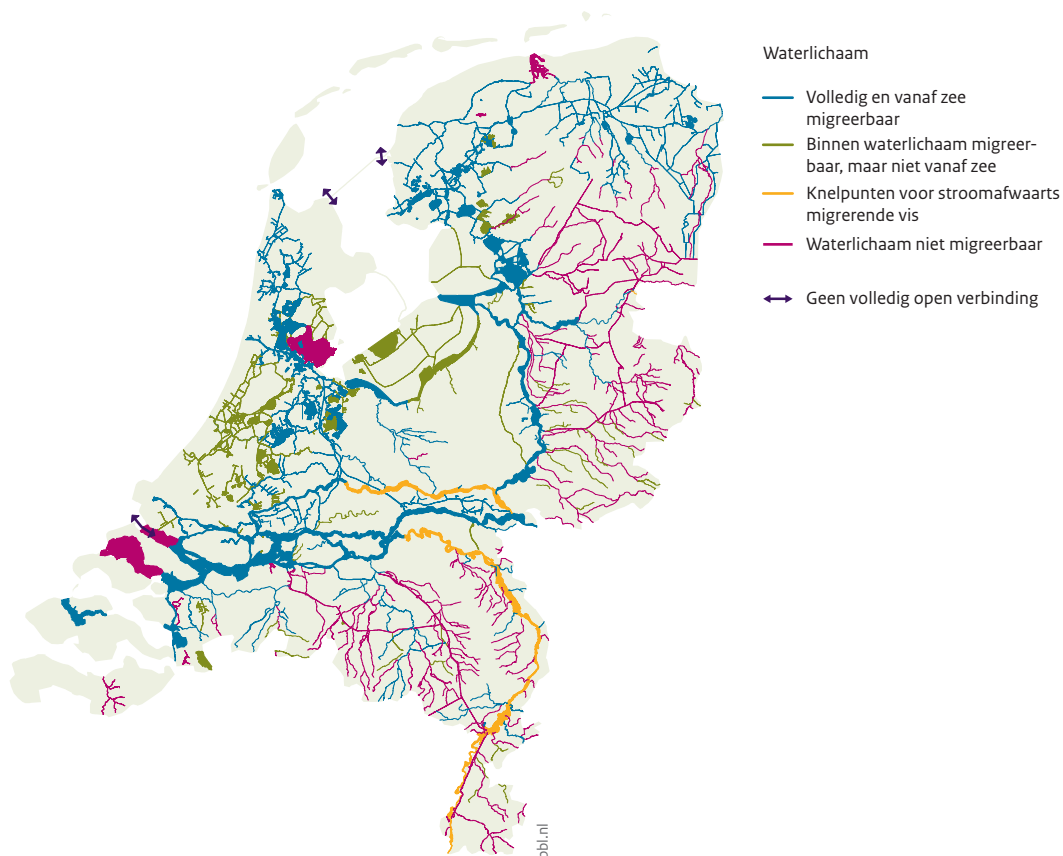 Waterlichaam
Volledig en vanaf zee
migreerbaar
Binnen waterlichaam migreer-
baar, maar niet vanaf zee
Knelpunten voor stroomafwaarts
migrerende vis
Waterlichaam niet migreerbaar
Geen volledig open verbinding
pbl.nl